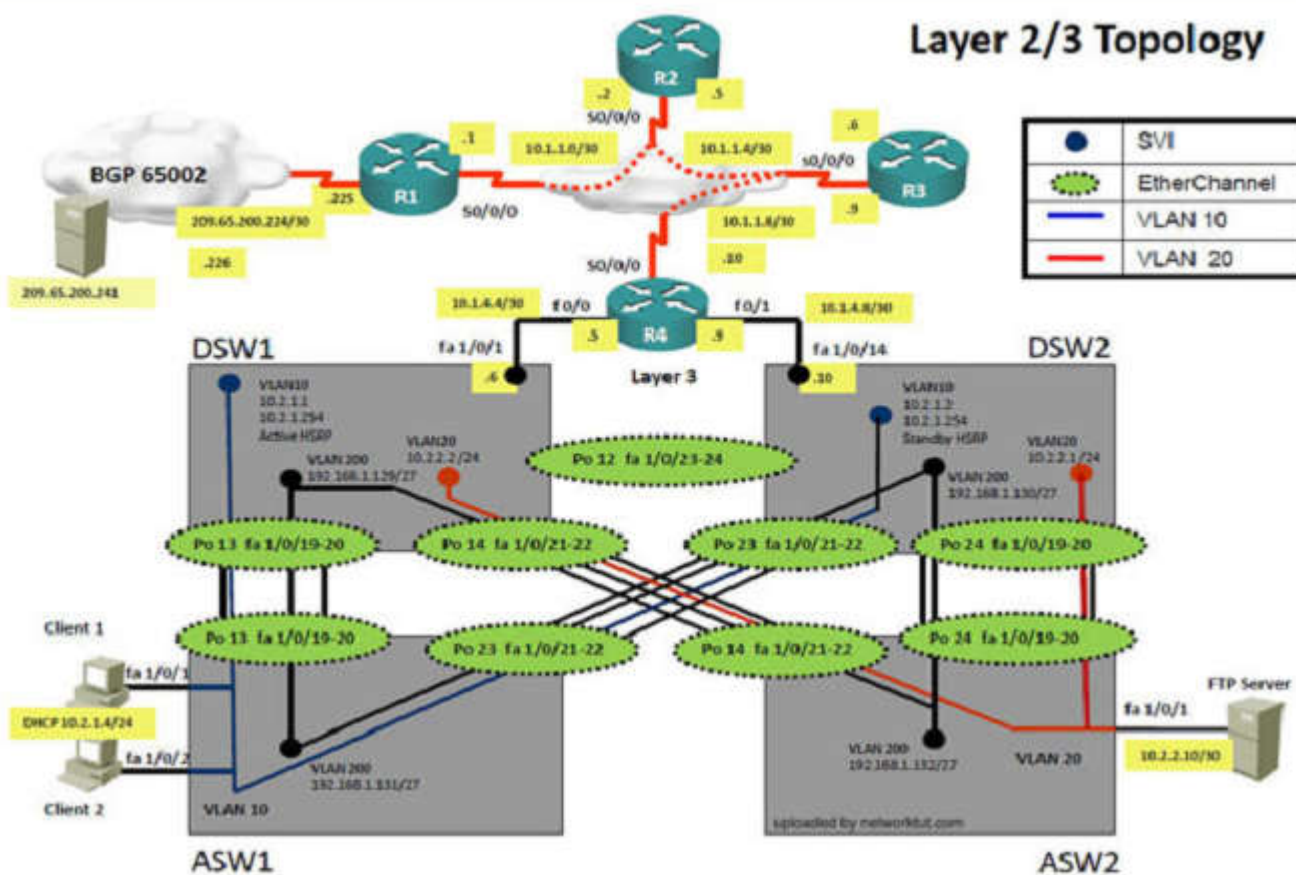 Layer 2/3 Topology
R2
.2
.5
S0/0/0
.1
10.1.1.0/30
10.1.1.4/30
.6
s0/0/0
BGP 65002
R1
R3
.225
S0/0/0
.9
209.65.200.224/30
10.1.1.8/30
.226
.10
S0/0/0
209.65.200.241
SVI
EtherChannel
VLAN 10
VLAN 20
10.1.4.4/30
f0/0
f0/1
10.1.4.8/30
.5
R4
.9
DSW1
fa 1/0/1
fa 1/0/14
DSW2
.6
Layer 3
.10
VLAN10
10.2.1.1
10.2.1.254
Active HSRP
VLAN10
10.2.1.2
10.2.1.254
Standby HSRP
VLAN20
10.2.2.2/24
VLAN20
10.2.2.1/24
Po 12 fa 1/0/23-24
VLAN 200
192.168.1.129/27
VLAN 200
192.168.1.130/27
Po 13 fa 1/0/19-20
Po 14 fa 1/0/21-22
Po 23 fa 1/0/21-22
Po 24 fa 1/0/19-20
Client 1
Po 13 fa 1/0/19-20
Po 23 fa 1/0/21-22
Po 14 fa 1/0/21-22
Po 24 fa 1/0/19-20
fa 1/0/1
FTP Server
DHCP 10.2.1.4/24
fa 1/0/1
fa 1/0/2
10.2.2.10/30
Client 2
VLAN 200
192.168.1.131/27
VLAN 10
VLAN 200
192.168.1.132/27
VLAN 20
uploaded by networktut.com
ASW1
ASW2